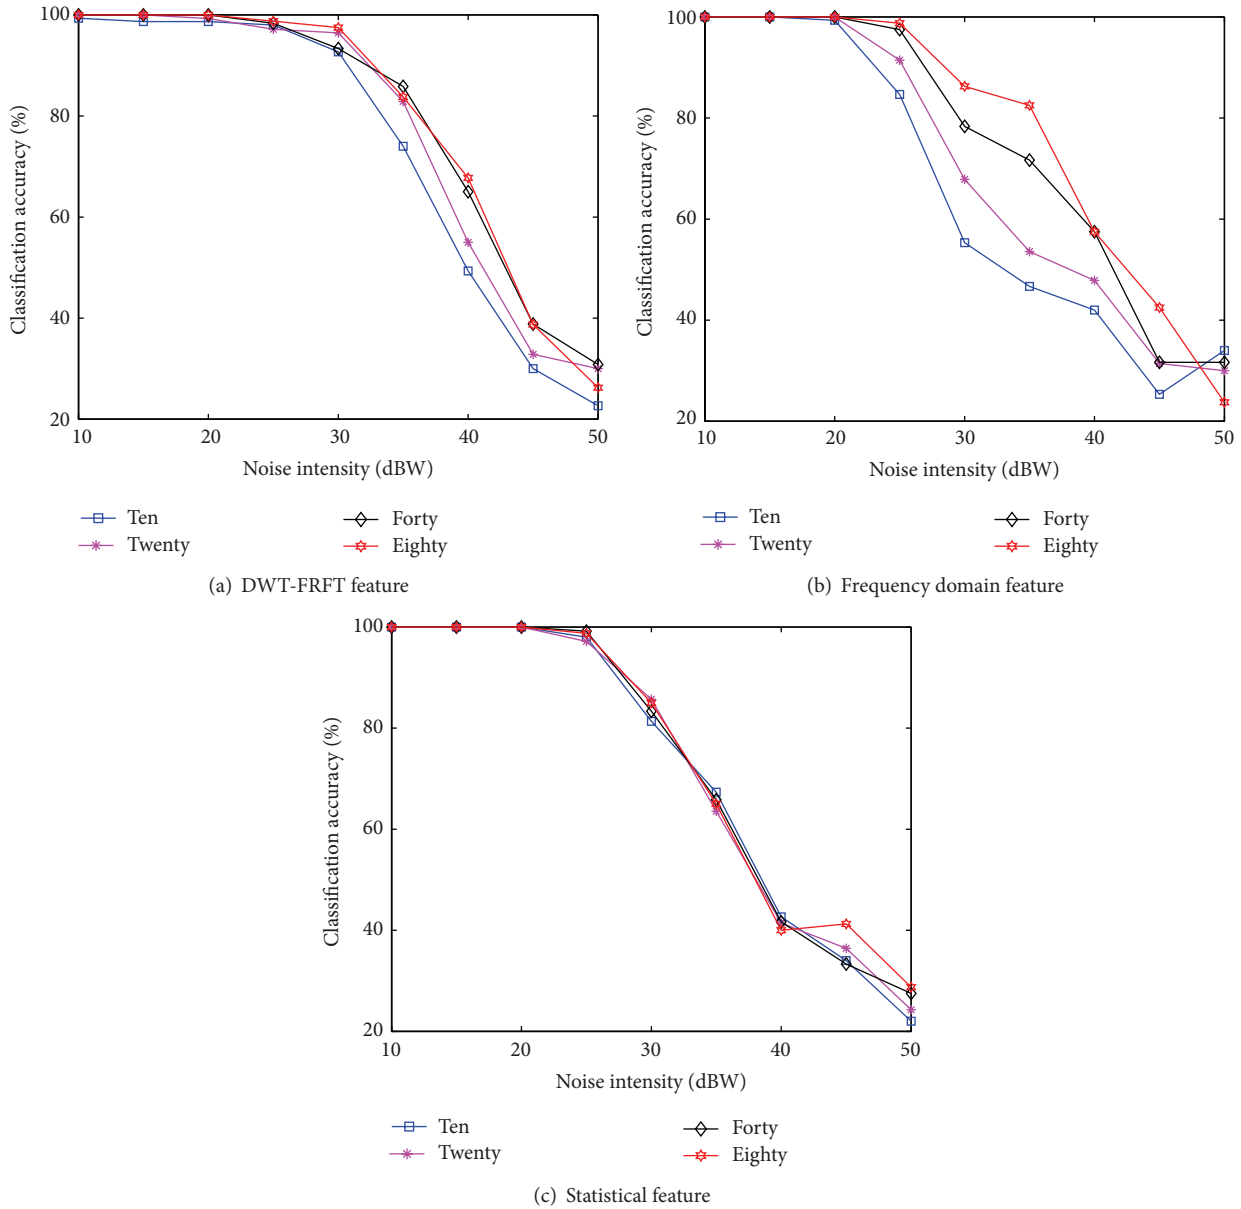 100
80
60
40
20
Classification accuracy (%)
10
20
30
40
50
Noise intensity (dBW)
Ten
Twenty
Forty
Eighty
(a) DWT-FRFT feature
100
80
60
40
20
Classification accuracy (%)
10
20
30
40
50
Noise intensity (dBW)
Ten
Twenty
Forty
Eighty
(b) Frequency domain feature
100
80
60
40
20
Classification accuracy (%)
10
20
30
40
50
Noise intensity (dBW)
Ten
Twenty
Forty
Eighty
(c) Statistical feature